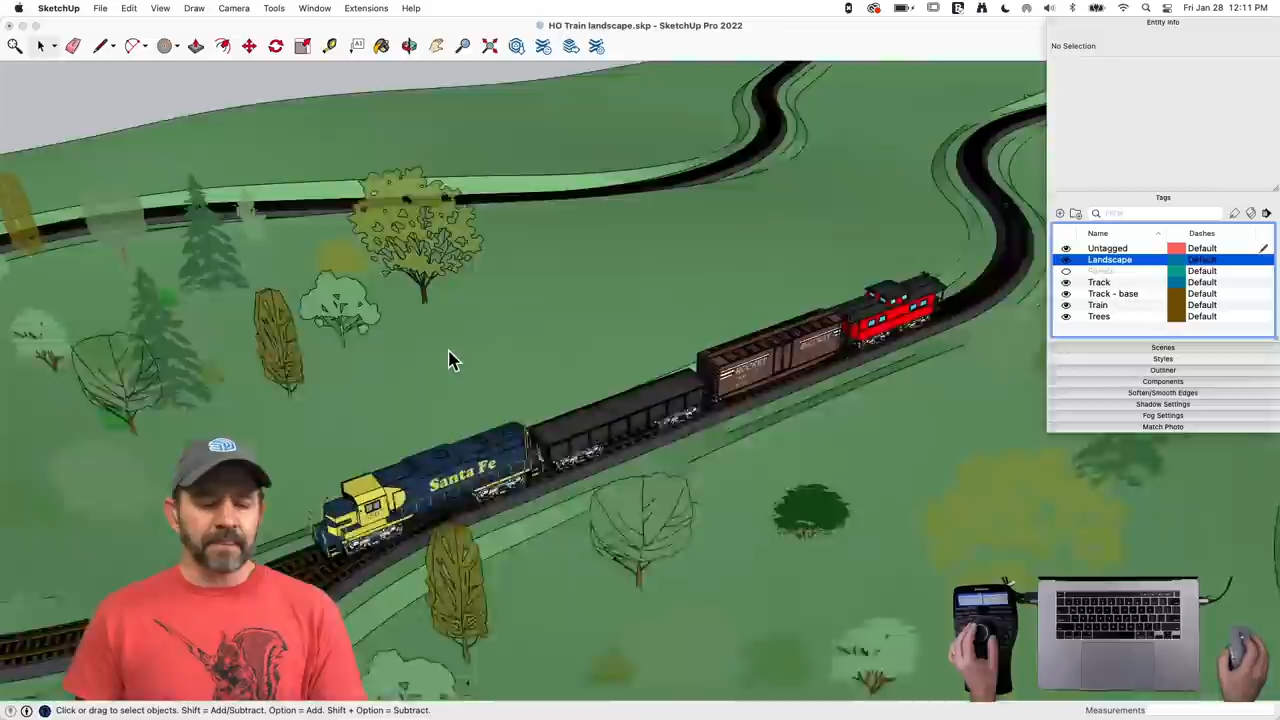 SketchUp File Edit View Draw Camera Tools Window Extensions Help Fri Jan 28 12:11 PM
HO Train landscape.skp - SketchUp Pro 2022
Entity Info
No Selection
Tags
Filter
Name Dashes
Untagged Default
Landscape Default
Default
Track Default
Track - base Default
Train Default
Trees Default
Scenes
Styles
Outliner
Components
Soften/Smooth Edges
Shadow Settings
Fog Settings
Match Photo
Santa Fe
Click or drag to select objects. Shift = Add/Subtract. Option = Add. Shift + Option = Subtract.
Measurements